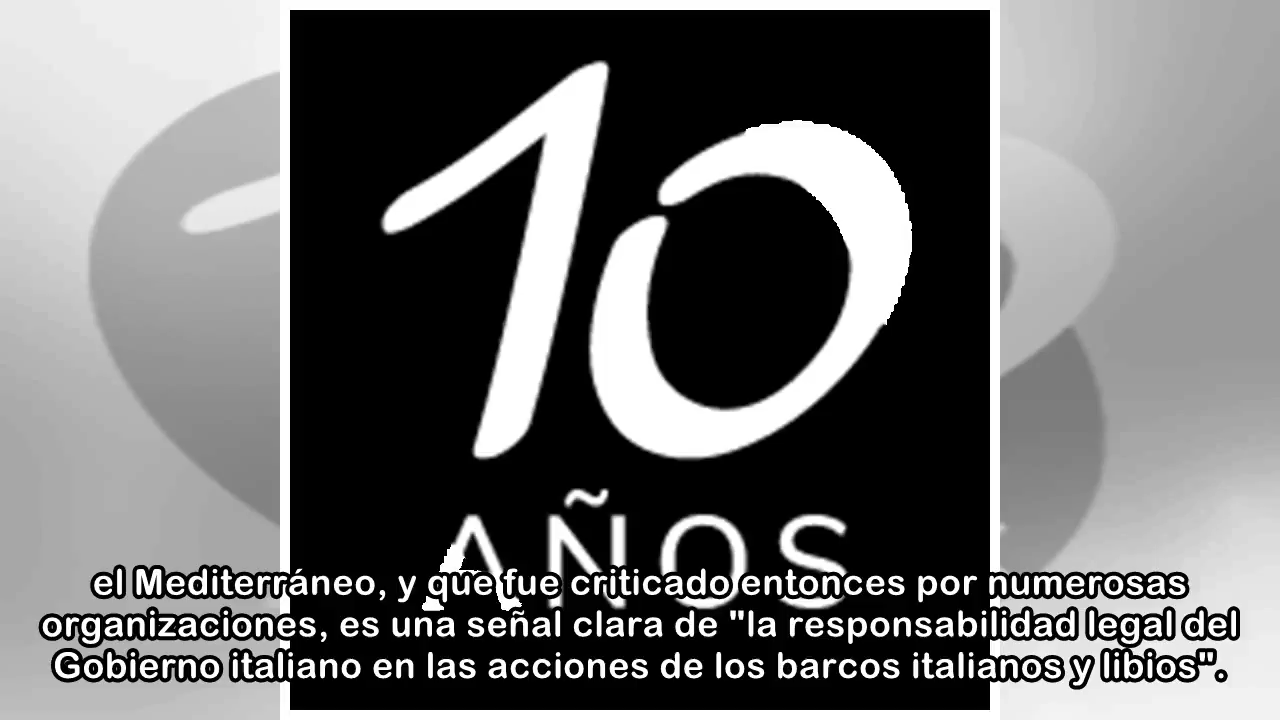 10
AÑOS
el Mediterráneo, y que fue criticado entonces por numerosas
organizaciones, es una señal clara de "la responsabilidad legal del
Gobierno italiano en las acciones de los barcos italianos y libios".